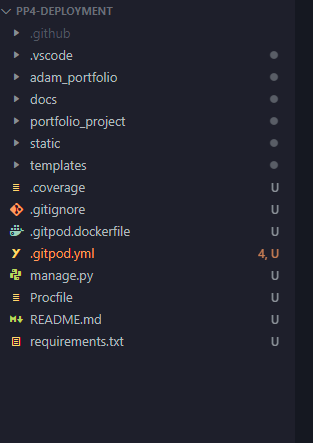 PP4-DEPLOYMENT
.github
.vscode
adam_portfolio
docs
portfolio_project
static
templates
.coverage U
.gitignore U
.gitpod.dockerfile U
.gitpod.yml 4, U
manage.py U
Procfile U
README.md U
requirements.txt U